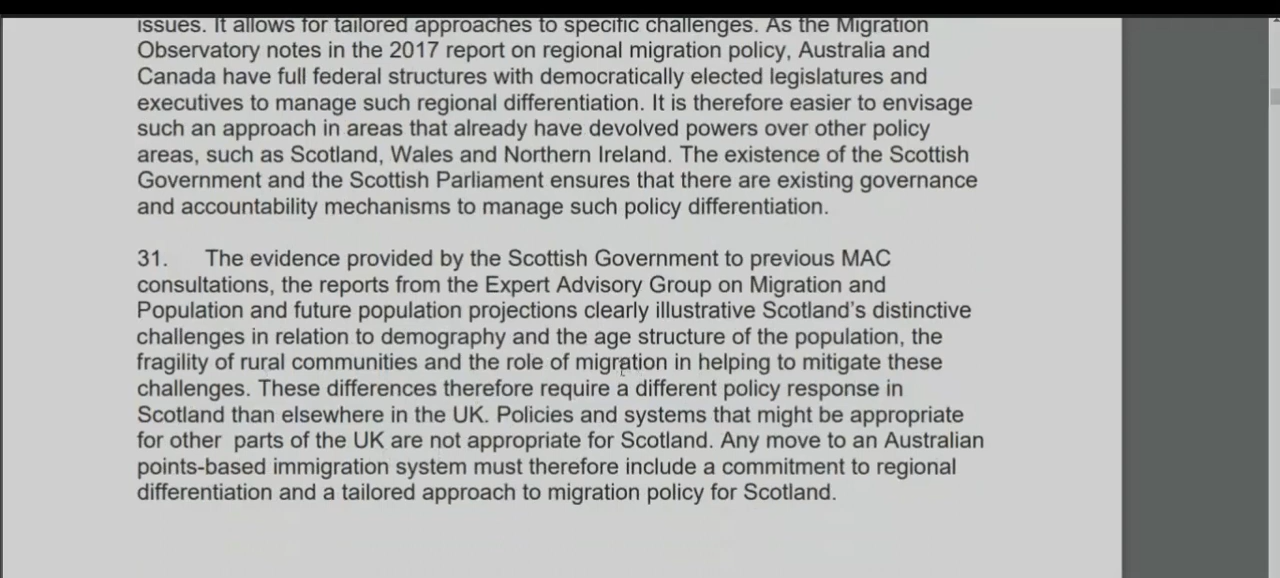 issues. It allows for tailored approaches to specific challenges. As the Migration
Observatory notes in the 2017 report on regional migration policy, Australia and
Canada have full federal structures with democratically elected legislatures and
executives to manage such regional differentiation. It is therefore easier to envisage
such an approach in areas that already have devolved powers over other policy
areas, such as Scotland, Wales and Northern Ireland. The existence of the Scottish
Government and the Scottish Parliament ensures that there are existing governance
and accountability mechanisms to manage such policy differentiation.
31. The evidence provided by the Scottish Government to previous MAC
consultations, the reports from the Expert Advisory Group on Migration and
Population and future population projections clearly illustrative Scotland's distinctive
challenges in relation to demography and the age structure of the population, the
fragility of rural communities and the role of migration in helping to mitigate these
challenges. These differences therefore require a different policy response in
Scotland than elsewhere in the UK. Policies and systems that might be appropriate
for other  parts of the UK are not appropriate for Scotland. Any move to an Australian
points-based immigration system must therefore include a commitment to regional
differentiation and a tailored approach to migration policy for Scotland.